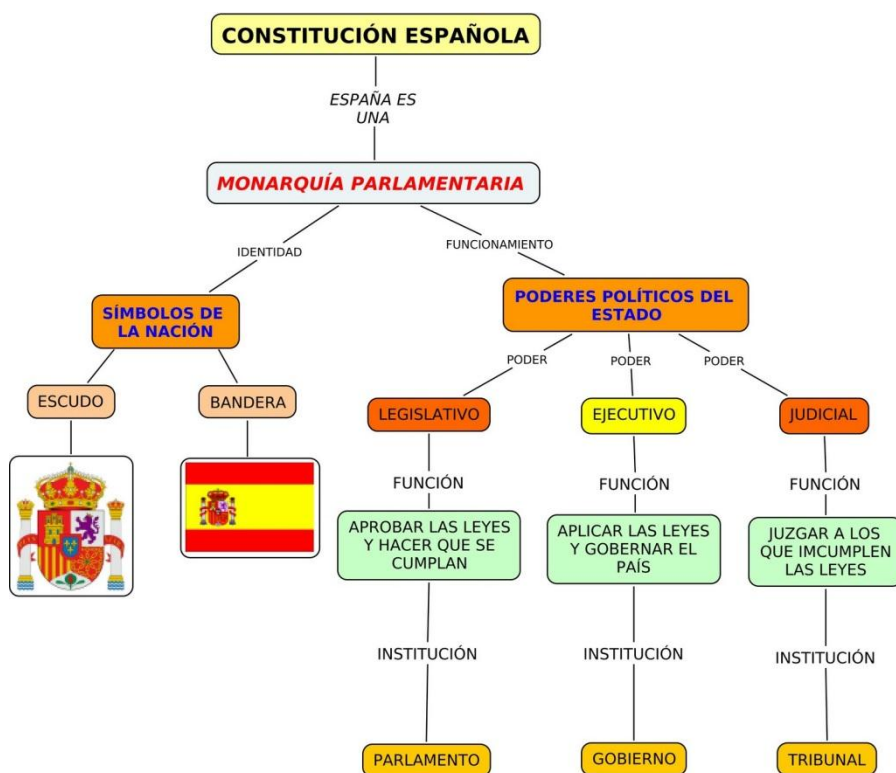 CONSTITUCIÓN ESPAÑOLA
ESPAÑA ES
UNA
MONARQUÍA PARLAMENTARIA
IDENTIDAD
FUNCIONAMIENTO
SÍMBOLOS DE
LA NACIÓN
PODERES POLÍTICOS DEL
ESTADO
PODER
PODER
PODER
ESCUDO
BANDERA
LEGISLATIVO
EJECUTIVO
JUDICIAL
FUNCIÓN
FUNCIÓN
FUNCIÓN
APROBAR LAS LEYES
Y HACER QUE SE
CUMPLAN
APLICAR LAS LEYES
Y GOBERNAR EL
PAÍS
JUZGAR A LOS
QUE IMCUMPLEN
LAS LEYES
INSTITUCIÓN
INSTITUCIÓN
INSTITUCIÓN
PARLAMENTO
GOBIERNO
TRIBUNAL